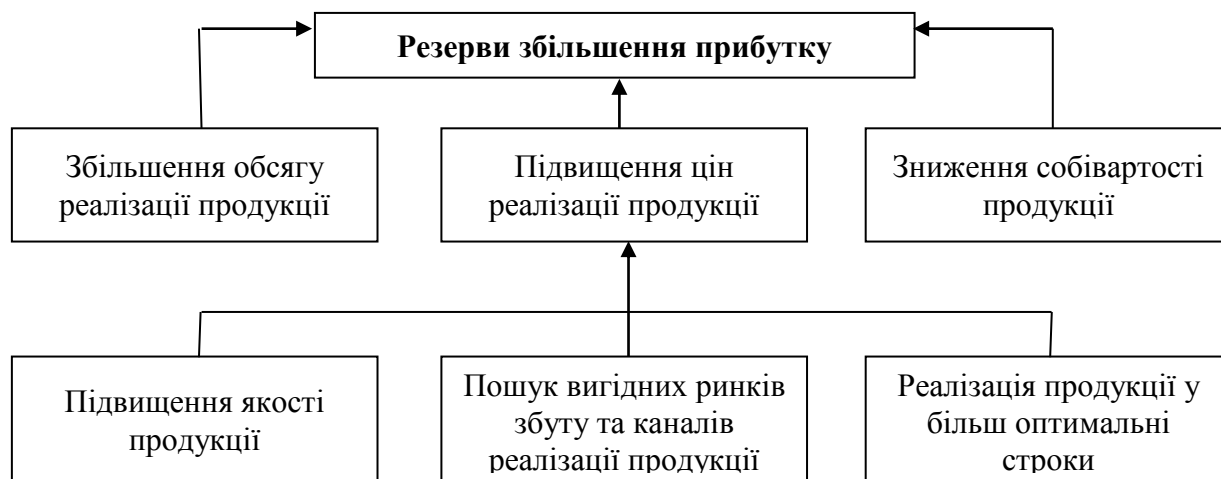 Резерви збільшення прибутку
Збільшення обсягу
реалізації продукції
Підвищення цін
реалізації продукції
Зниження собівартості
продукції
Підвищення якості
продукції
Пошук вигідних ринків
збуту та каналів
реалізації продукції
Реалізація продукції у
більш оптимальні
строки